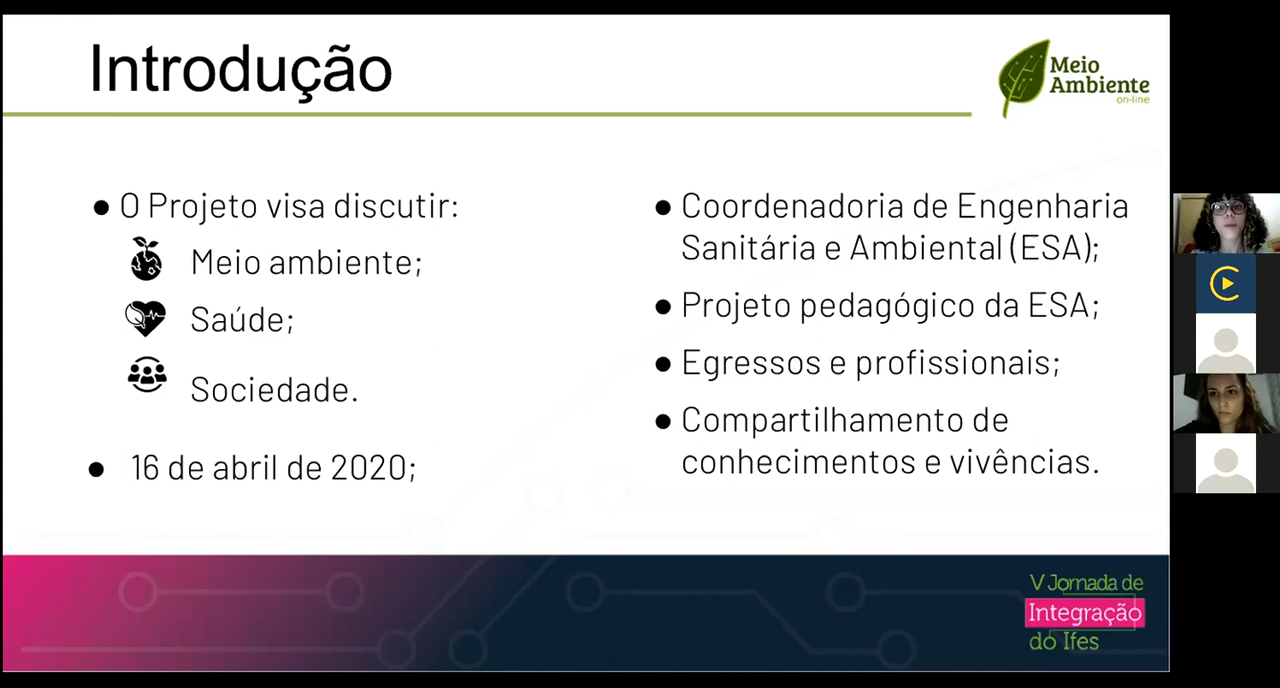 Introdução
Meio
Ambiente
on-line
● O Projeto visa discutir:
Meio ambiente;
Saúde;
Sociedade.
● 16 de abril de 2020;
● Coordenadoria de Engenharia
Sanitária e Ambiental (ESA);
● Projeto pedagógico da ESA;
● Egressos e profissionais;
● Compartilhamento de
conhecimentos e vivências.
V Jornada de
Integração
do Ifes